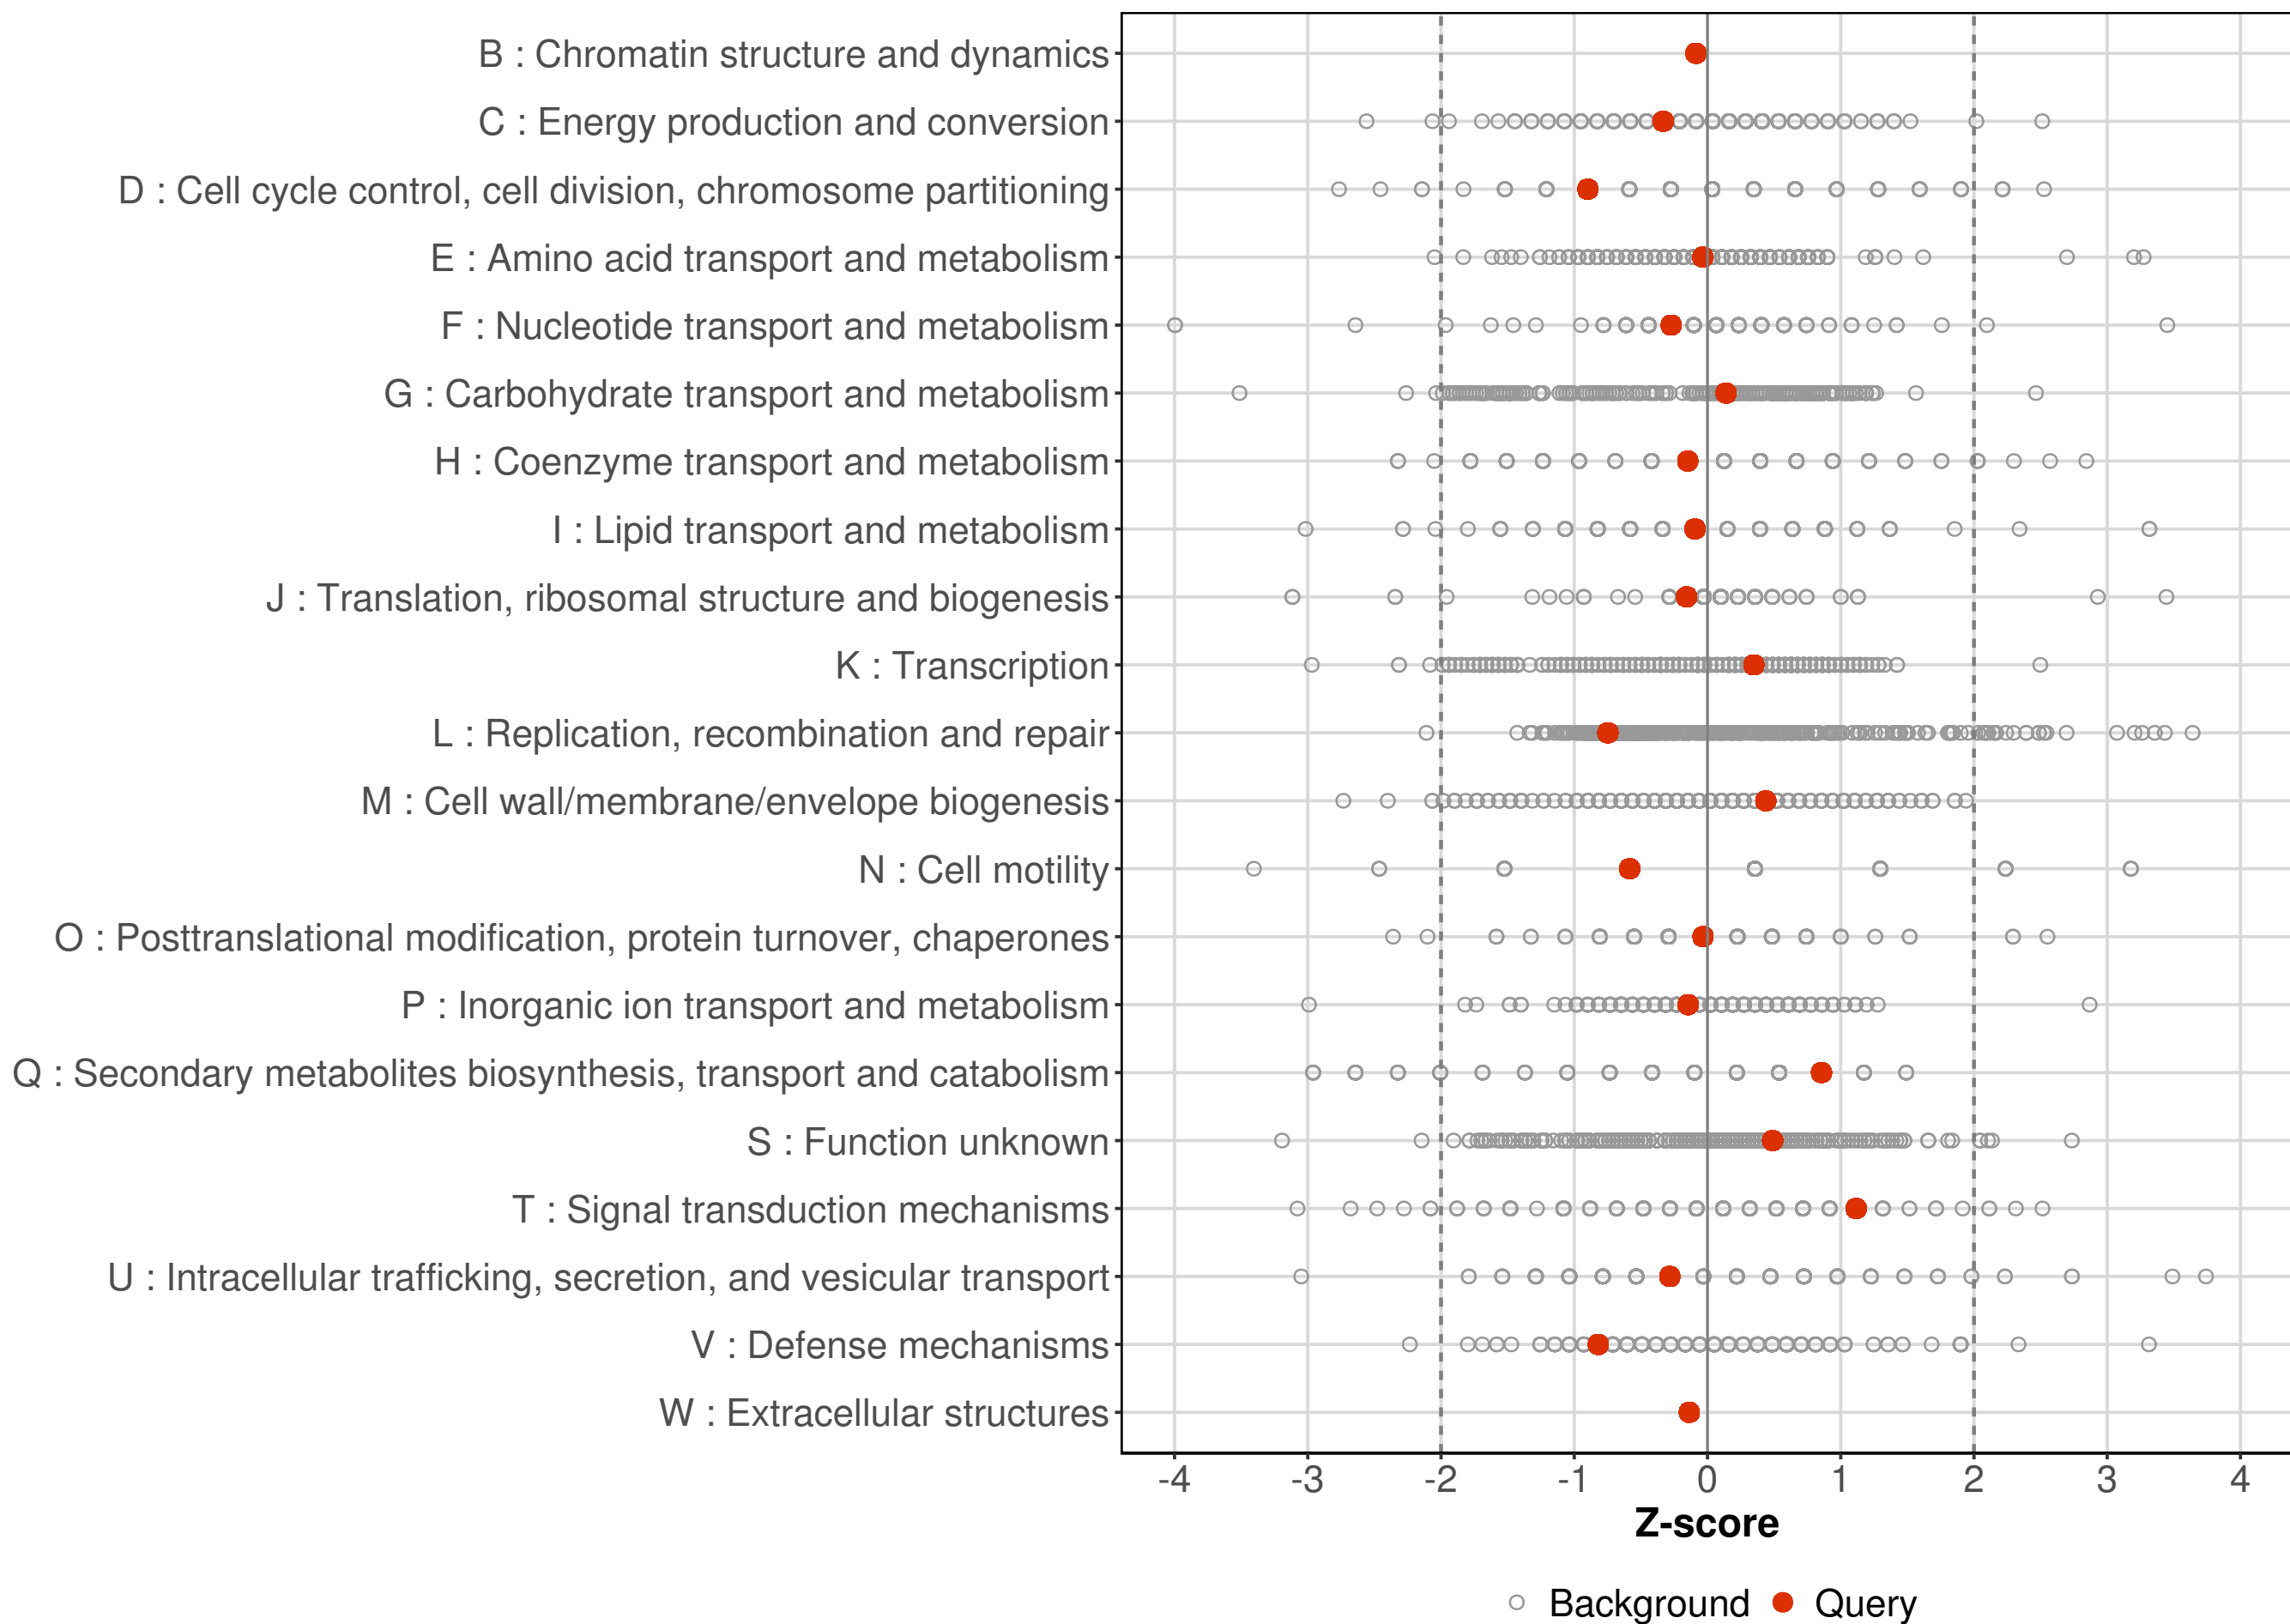 B : Chromatin structure and dynamics
C : Energy production and conversion
D : Cell cycle control, cell division, chromosome partitioning
E : Amino acid transport and metabolism
F : Nucleotide transport and metabolism
G : Carbohydrate transport and metabolism
H : Coenzyme transport and metabolism
I : Lipid transport and metabolism
J : Translation, ribosomal structure and biogenesis
K : Transcription
L : Replication, recombination and repair
M : Cell wall/membrane/envelope biogenesis
N : Cell motility
O : Posttranslational modification, protein turnover, chaperones
P : Inorganic ion transport and metabolism
Q : Secondary metabolites biosynthesis, transport and catabolism
S : Function unknown
T : Signal transduction mechanisms
U : Intracellular trafficking, secretion, and vesicular transport
V : Defense mechanisms
W : Extracellular structures
-4 -3 -2 -1 0 1 2 3 4
Z-score
Background Query